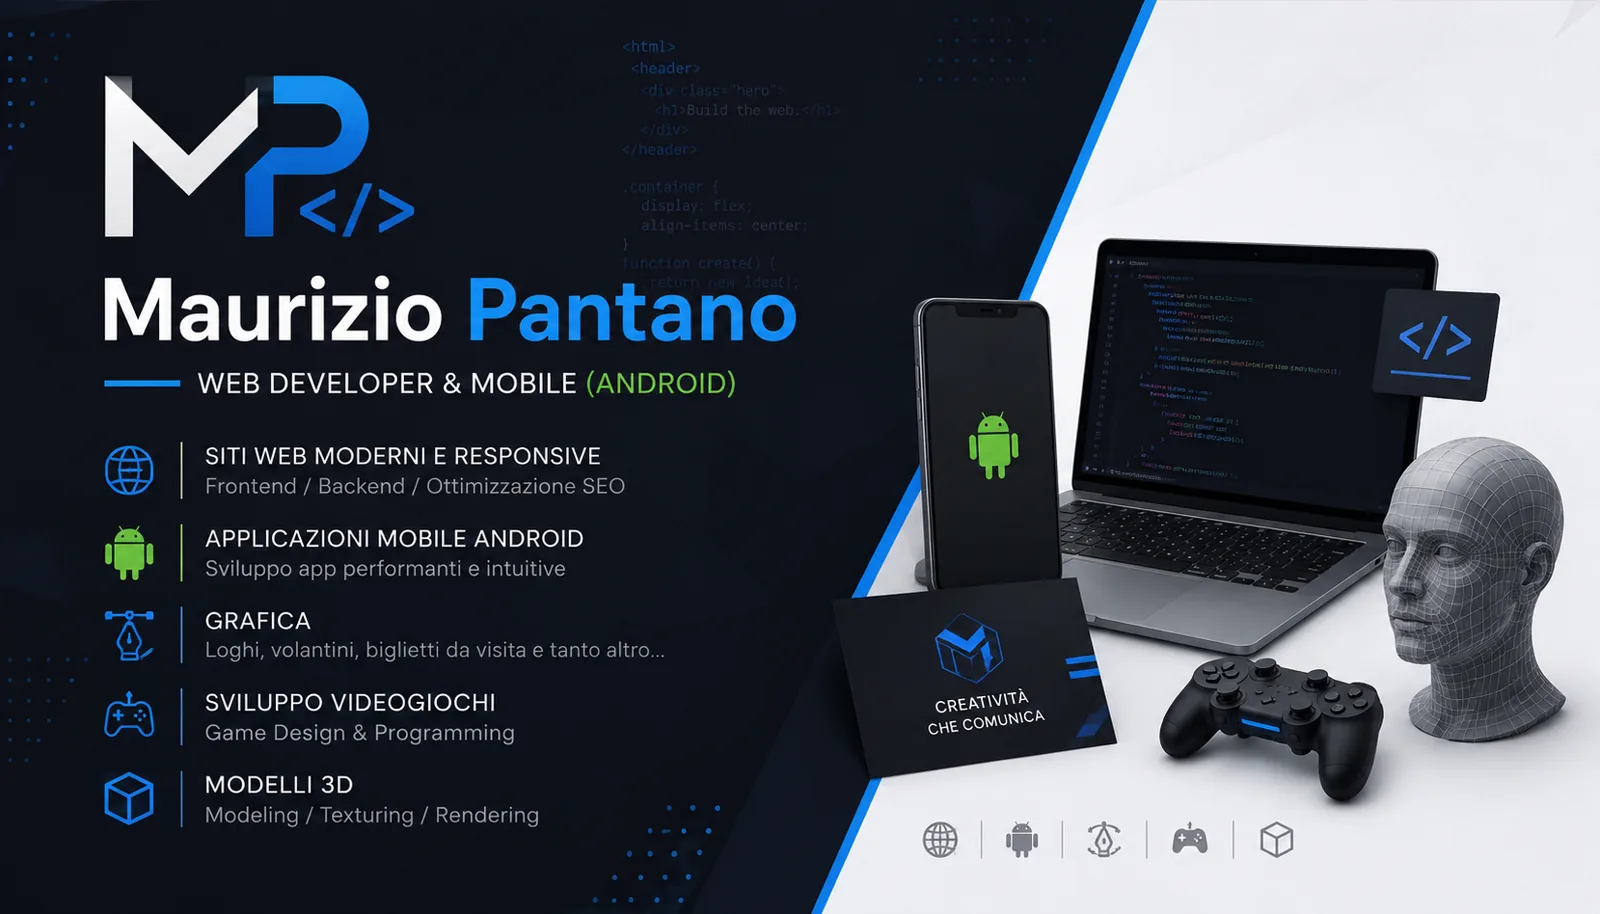 MP</>
Maurizio Pantano
WEB DEVELOPER & MOBILE (ANDROID)
SITI WEB MODERNI E RESPONSIVE
Frontend / Backend / Ottimizzazione SEO
APPLICAZIONI MOBILE ANDROID
Sviluppo app performanti e intuitive
GRAFICA
Loghi, volantini, biglietti da visita e tanto altro...
SVILUPPO VIDEOGIOCHI
Game Design & Programming
MODELLI 3D
Modeling / Texturing / Rendering
<html>
<header>
<div class="hero">
<h1>Build the web.</h1>
</div>
</header>
.container {
display: flex;
align-items: center;
}
function create() {
return new Idea();
</>
CREATIVITÀ
CHE COMUNICA